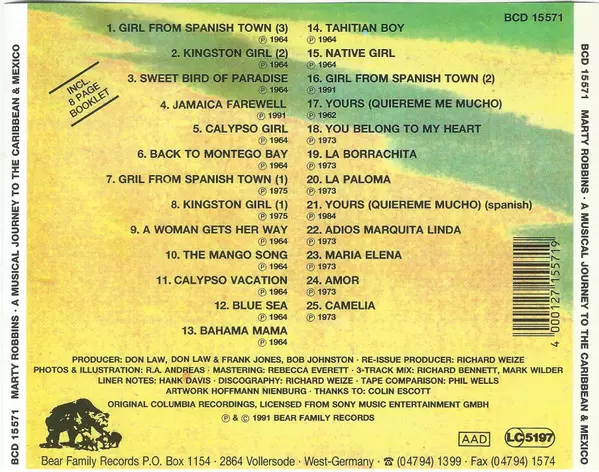 BCD 15571
INCL.
8 PAGE
BOOKLET
1. GIRL FROM SPANISH TOWN (3)
Ⓟ 1964
2. KINGSTON GIRL (2)
Ⓟ 1964
3. SWEET BIRD OF PARADISE
Ⓟ 1964
4. JAMAICA FAREWELL
Ⓟ 1991
5. CALYPSO GIRL
Ⓟ 1964
6. BACK TO MONTEGO BAY
Ⓟ 1964
7. GRIL FROM SPANISH TOWN (1)
Ⓟ 1975
8. KINGSTON GIRL (1)
Ⓟ 1975
9. A WOMAN GETS HER WAY
Ⓟ 1964
10. THE MANGO SONG
Ⓟ 1964
11. CALYPSO VACATION
Ⓟ 1964
12. BLUE SEA
Ⓟ 1964
13. BAHAMA MAMA
Ⓟ 1964
14. TAHITIAN BOY
Ⓟ 1964
15. NATIVE GIRL
Ⓟ 1964
16. GIRL FROM SPANISH TOWN (2)
Ⓟ 1991
17. YOURS (QUIEREME ME MUCHO)
Ⓟ 1962
18. YOU BELONG TO MY HEART
Ⓟ 1973
19. LA BORRACHITA
Ⓟ 1973
20. LA PALOMA
Ⓟ 1973
21. YOURS (QUIEREME MUCHO) (spanish)
Ⓟ 1984
22. ADIOS MARQUITA LINDA
Ⓟ 1973
23. MARIA ELENA
Ⓟ 1973
24. AMOR
Ⓟ 1973
25. CAMELIA
Ⓟ 1973
4 000127 155719
PRODUCER: DON LAW, DON LAW & FRANK JONES, BOB JOHNSTON · RE-ISSUE PRODUCER: RICHARD WEIZE
PHOTOS & ILLUSTRATION: R.A. ANDREAS · MASTERING: REBECCA EVERETT · 3-TRACK MIX: RICHARD BENNETT, MARK WILDER
LINER NOTES: HANK DAVIS · DISCOGRAPHY: RICHARD WEIZE · TAPE COMPARISON: PHIL WELLS
ARTWORK HOFFMANN NIENBURG · THANKS TO: COLIN ESCOTT
ORIGINAL COLUMBIA RECORDINGS, LICENSED FROM SONY MUSIC ENTERTAINMENT GMBH
Ⓟ & © 1991 BEAR FAMILY RECORDS
AAD
LC 5197
Bear Family Records P.O. Box 1154 · 2864 Vollersode · West-Germany · ☎ (04794) 1399 · Fax (04794) 1574
BCD 15571 MARTY ROBBINS · A MUSICAL JOURNEY TO THE CARIBBEAN & MEXICO
BCD 15571 MARTY ROBBINS · A MUSICAL JOURNEY TO THE CARIBBEAN & MEXICO